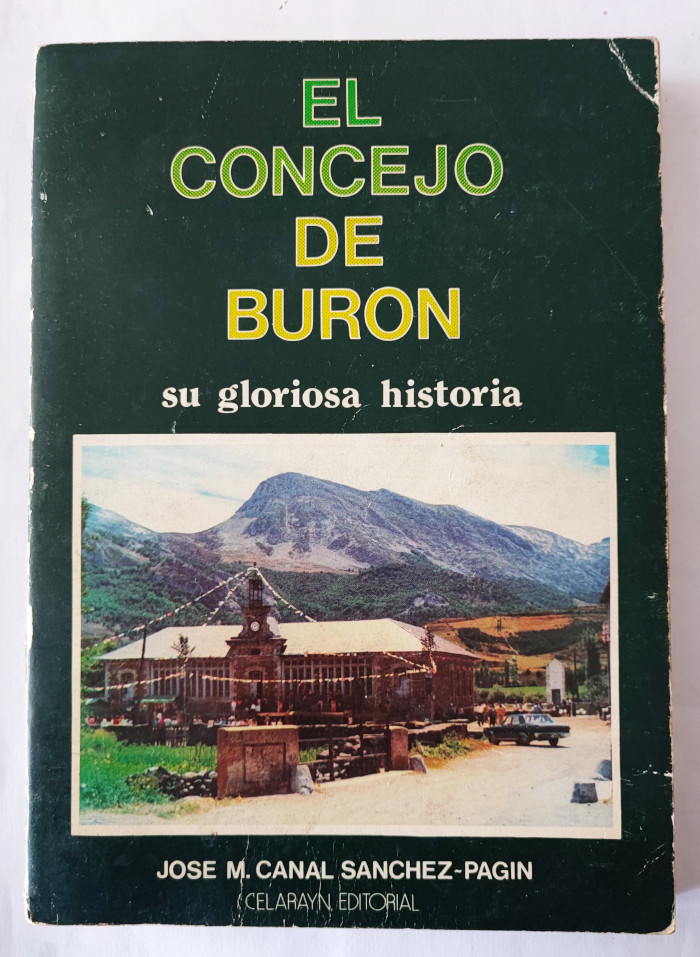 EL
CONCEJO
DE
BURON
su gloriosa historia
JOSE M. CANAL SANCHEZ-PAGIN
CELARAYN EDITORIAL